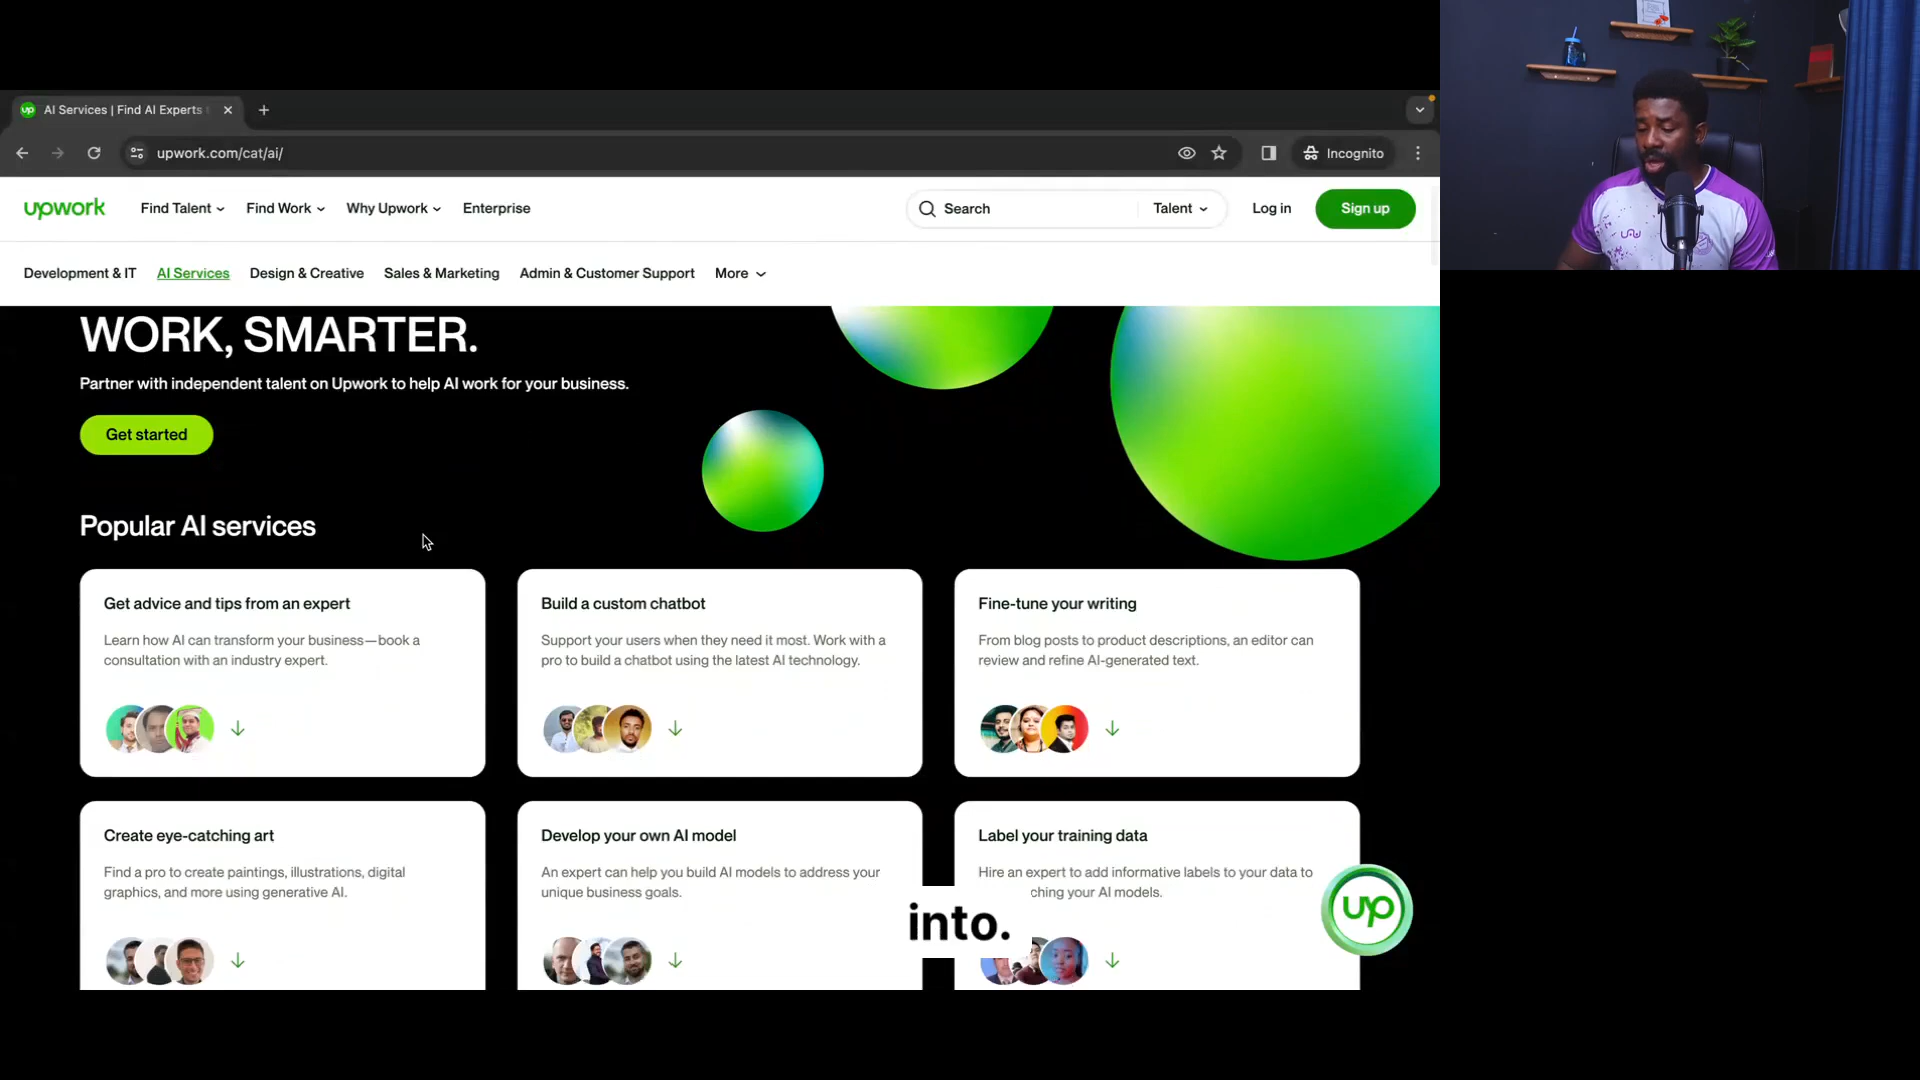 AI Services | Find AI Experts
upwork.com/cat/ai/
Incognito
upwork
Find Talent
Find Work
Why Upwork
Enterprise
Search
Talent
Log in
Sign up
Development & IT
AI Services
Design & Creative
Sales & Marketing
Admin & Customer Support
More
WORK, SMARTER.
Partner with independent talent on Upwork to help AI work for your business.
Get started
Popular AI services
Get advice and tips from an expert
Learn how AI can transform your business—book a
consultation with an industry expert.
Build a custom chatbot
Support your users when they need it most. Work with a
pro to build a chatbot using the latest AI technology.
Fine-tune your writing
From blog posts to product descriptions, an editor can
review and refine AI-generated text.
Create eye-catching art
Find a pro to create paintings, illustrations, digital
graphics, and more using generative AI.
Develop your own AI model
An expert can help you build AI models to address your
unique business goals.
Label your training data
Hire an expert to add informative labels to your data to
ching your AI models.
into.
up